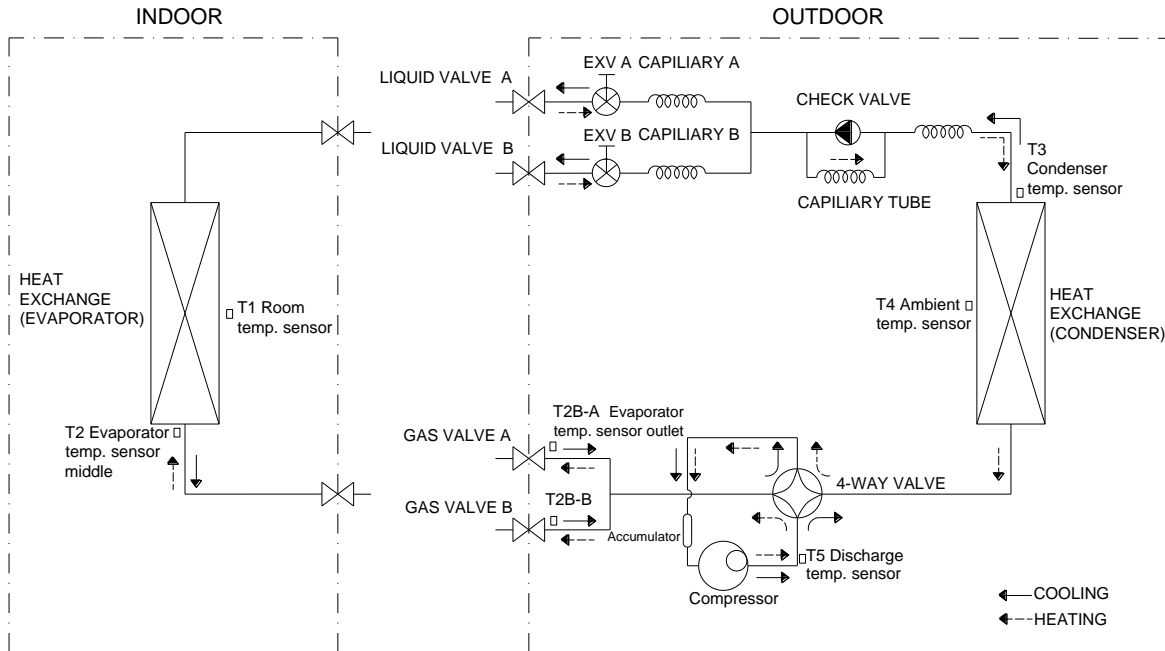 INDOOR
OUTDOOR
LIQUID VALVE A
EXV A CAPILIARY A
CHECK VALVE
LIQUID VALVE B
EXV B CAPILIARY B
T3
Condenser
temp. sensor
CAPILIARY TUBE
HEAT
EXCHANGE
(EVAPORATOR)
T1 Room
temp. sensor
T4 Ambient
temp. sensor
HEAT
EXCHANGE
(CONDENSER)
T2 Evaporator
temp. sensor
middle
GAS VALVE A
T2B-A Evaporator
temp. sensor outlet
4-WAY VALVE
GAS VALVE B
T2B-B
Accumulator
T5 Discharge
temp. sensor
Compressor
COOLING
HEATING